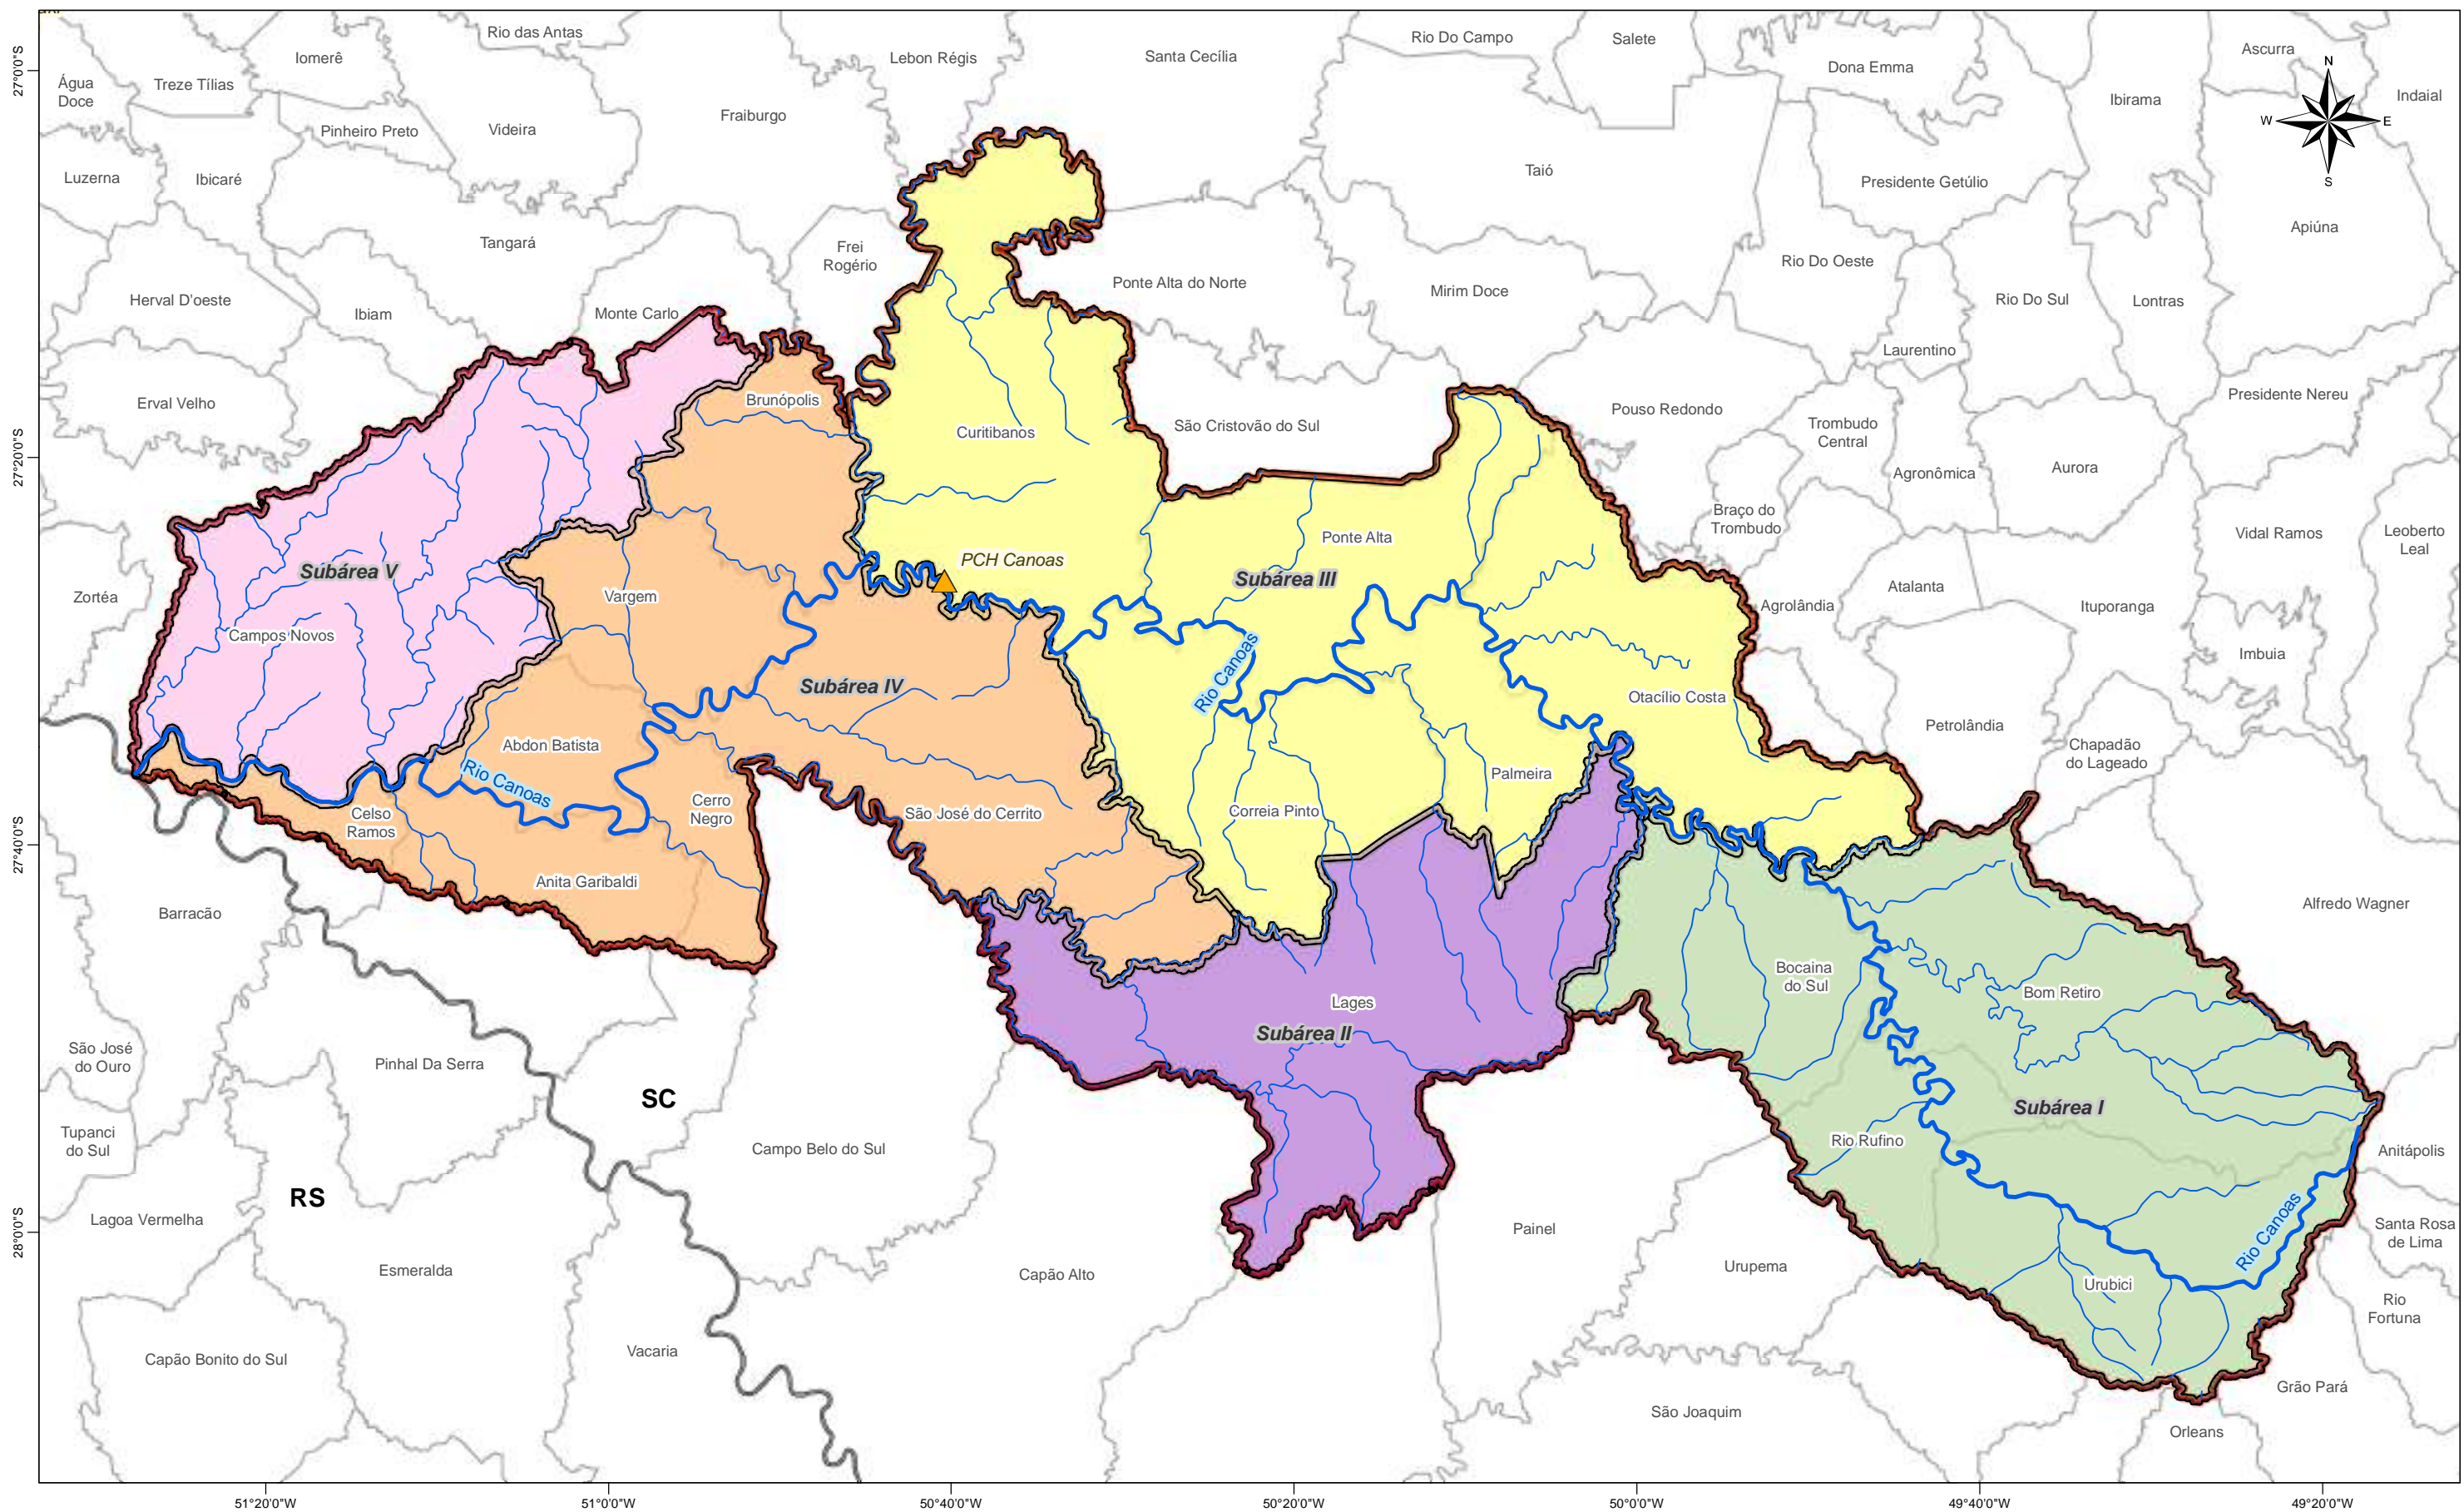 Rio das Antas
Iomerê
Lebon Régis
Santa Cecília
Rio Do Campo
Salete
Ascurra
Água
Doce
Treze Tílias
Dona Emma
N
Ibirama
Indaial
27°0'0"S
Pinheiro Preto
Videira
Fraiburgo
W
E
S
Luzerna
Ibicaré
Taió
Presidente Getúlio
Apiúna
Tangará
Frei
Rogério
Ponte Alta do Norte
Mirim Doce
Rio Do Oeste
Rio Do Sul
Lontras
Herval D'oeste
Ibiam
Monte Carlo
Laurentino
Erval Velho
Brunópolis
Curitibanos
São Cristovão do Sul
Pouso Redondo
Trombudo
Central
Presidente Nereu
Agronômica
Aurora
27°20'0"S
Braço do
Trombudo
Vidal Ramos
Leoberto
Leal
Ponte Alta
PCH Canoas
Subárea III
Subárea V
Vargem
Zortéa
Campos Novos
Agrolândia
Atalanta
Ituporanga
Imbuia
Rio Canoas
Subárea IV
Otacílio Costa
Petrolândia
Chapadão
do Lageado
Abdon Batista
Rio Canoas
Palmeira
Celso
Ramos
Cerro
Negro
São José do Cerrito
Correia Pinto
27°40'0"S
Anita Garibaldi
Barracão
Alfredo Wagner
Bocaina
do Sul
Bom Retiro
Lages
Subárea II
São José
do Ouro
Pinhal Da Serra
SC
Subárea I
Tupanci
do Sul
Campo Belo do Sul
Rio Rufino
Anitápolis
RS
Lagoa Vermelha
Painel
Rio Canoas
Santa Rosa
de Lima
28°0'0"S
Esmeralda
Capão Alto
Urupema
Urubici
Rio
Fortuna
Capão Bonito do Sul
Vacaria
Grão Pará
São Joaquim
Orleans
51°20'0"W
51°0'0"W
50°40'0"W
50°20'0"W
50°0'0"W
49°40'0"W
49°20'0"W